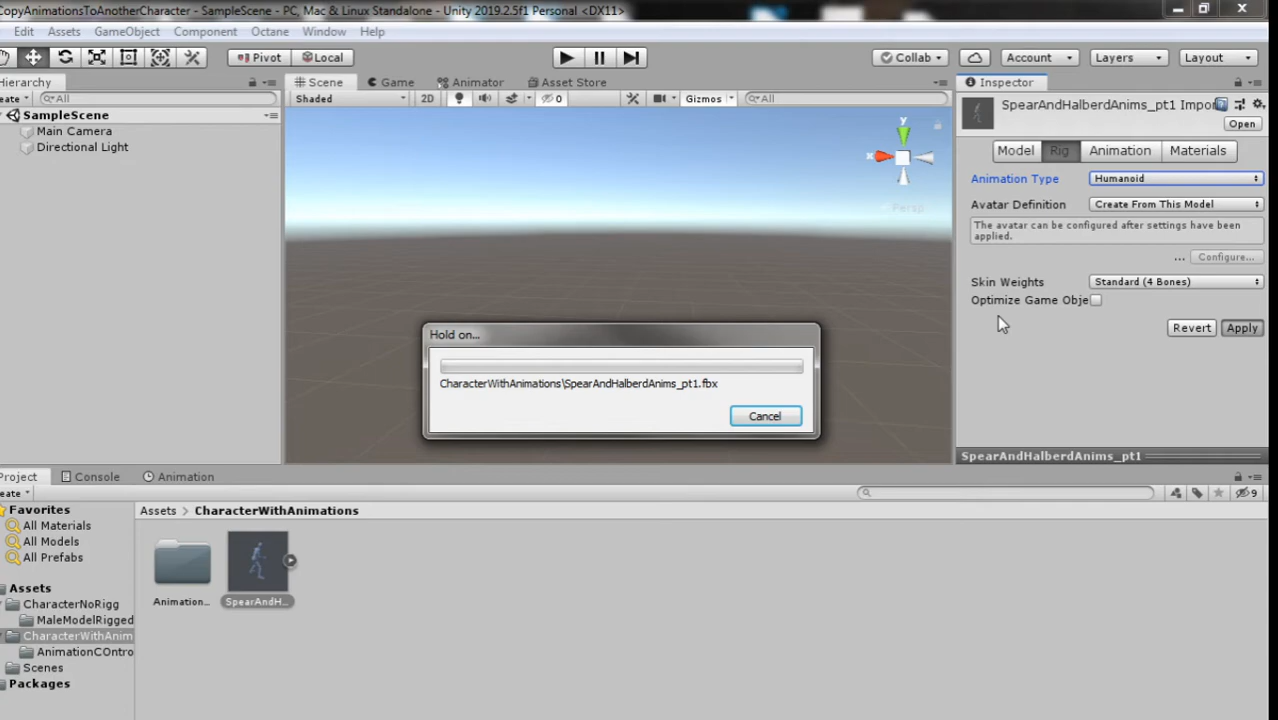 CopyAnimationsToAnotherCharacter - SampleScene - PC, Mac & Linux Standalone - Unity 2019.2.5f1 Personal <DX11>
Edit Assets GameObject Component Octane Window Help
Pivot Local Collab Account Layers Layout
Hierarchy
eate All
SampleScene
Main Camera
Directional Light
Scene Game Animator Asset Store
Shaded 2D 0 Gizmos All
y
x
Persp
Inspector
SpearAndHalberdAnims_pt1 Impor
Open
Model Rig Animation Materials
Animation Type Humanoid
Avatar Definition Create From This Model
The avatar can be configured after settings have been
applied.
... Configure...
Skin Weights Standard (4 Bones)
Optimize Game Obje
Revert Apply
SpearAndHalberdAnims_pt1
Hold on...
CharacterWithAnimations\SpearAndHalberdAnims_pt1.fbx
Cancel
Project Console Animation
eate 9
Favorites
All Materials
All Models
All Prefabs
Assets
CharacterNoRigg
MaleModelRigged
CharacterWithAnim
AnimationCOntro
Scenes
Packages
Assets > CharacterWithAnimations
Animation...
SpearAndH...